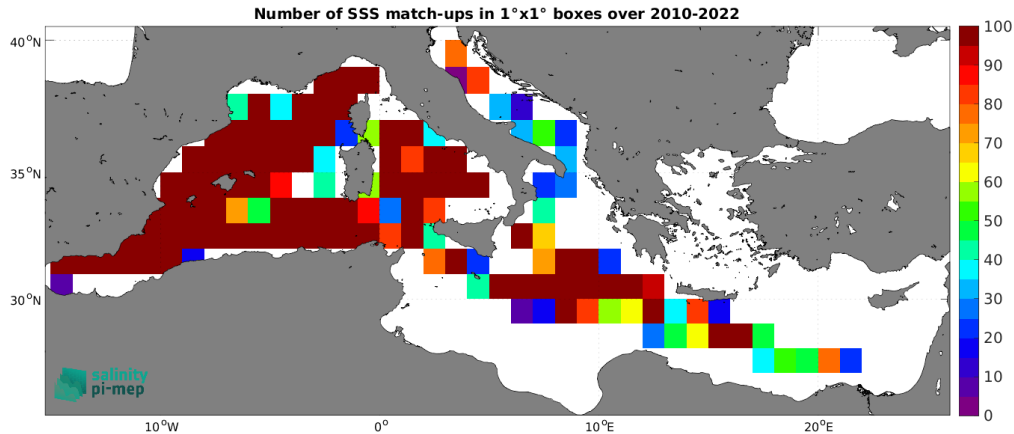 Number of SSS match-ups in 1°x1° boxes over 2010-2022
40°N
35°N
30°N
10°W
0°
10°E
20°E
100
90
80
70
60
50
40
30
20
10
0
salinity
pi-mep